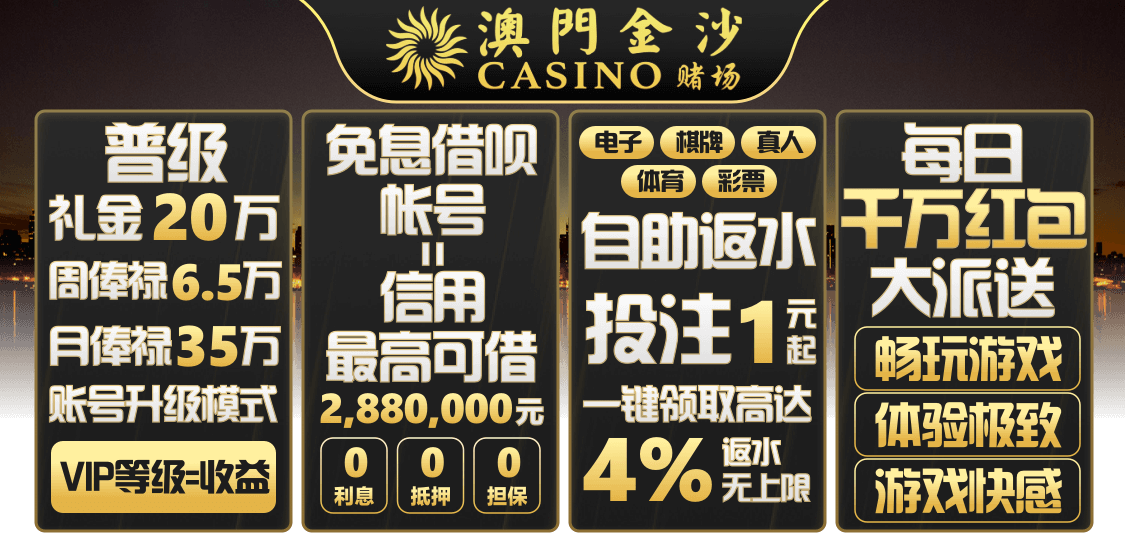 澳門金沙
CASINO 赌场
普级
礼金20万
周俸禄6.5万
月俸禄35万
账号升级模式
VIP等级=收益
免息借呗
帐号
=
信用
最高可借
2,880,000元
0
利息
0
抵押
0
担保
电子 棋牌 真人
体育 彩票
自助返水
投注1元起
一键领取高达
4%返水无上限
每日
千万红包
大派送
畅玩游戏
体验极致
游戏快感